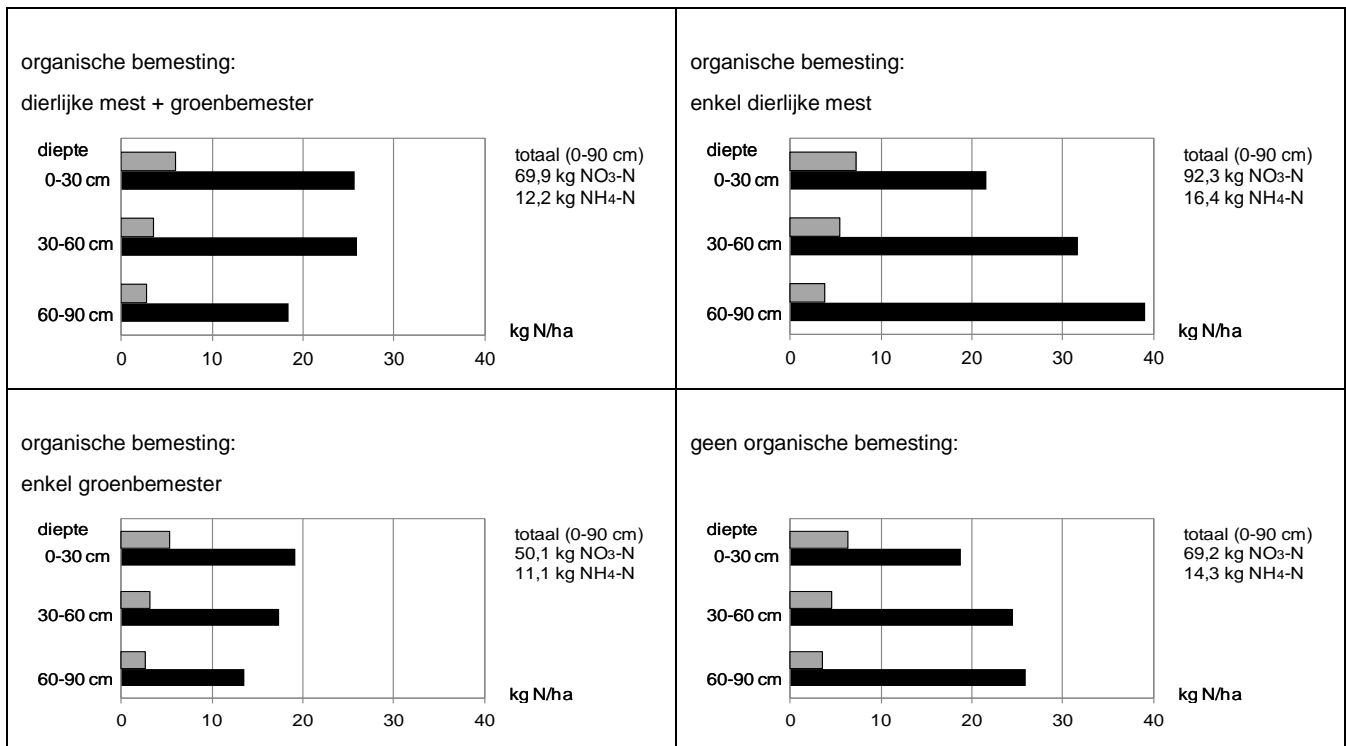 organische bemesting:
dierlijke mest + groenbemester
diepte
0-30 cm
30-60 cm
60-90 cm
totaal (0-90 cm)
69,9 kg NO3-N
12,2 kg NH4-N
kg N/ha
0 10 20 30 40
organische bemesting:
enkel dierlijke mest
diepte
0-30 cm
30-60 cm
60-90 cm
totaal (0-90 cm)
92,3 kg NO3-N
16,4 kg NH4-N
kg N/ha
0 10 20 30 40
organische bemesting:
enkel groenbemester
diepte
0-30 cm
30-60 cm
60-90 cm
totaal (0-90 cm)
50,1 kg NO3-N
11,1 kg NH4-N
kg N/ha
0 10 20 30 40
geen organische bemesting:
diepte
0-30 cm
30-60 cm
60-90 cm
totaal (0-90 cm)
69,2 kg NO3-N
14,3 kg NH4-N
kg N/ha
0 10 20 30 40